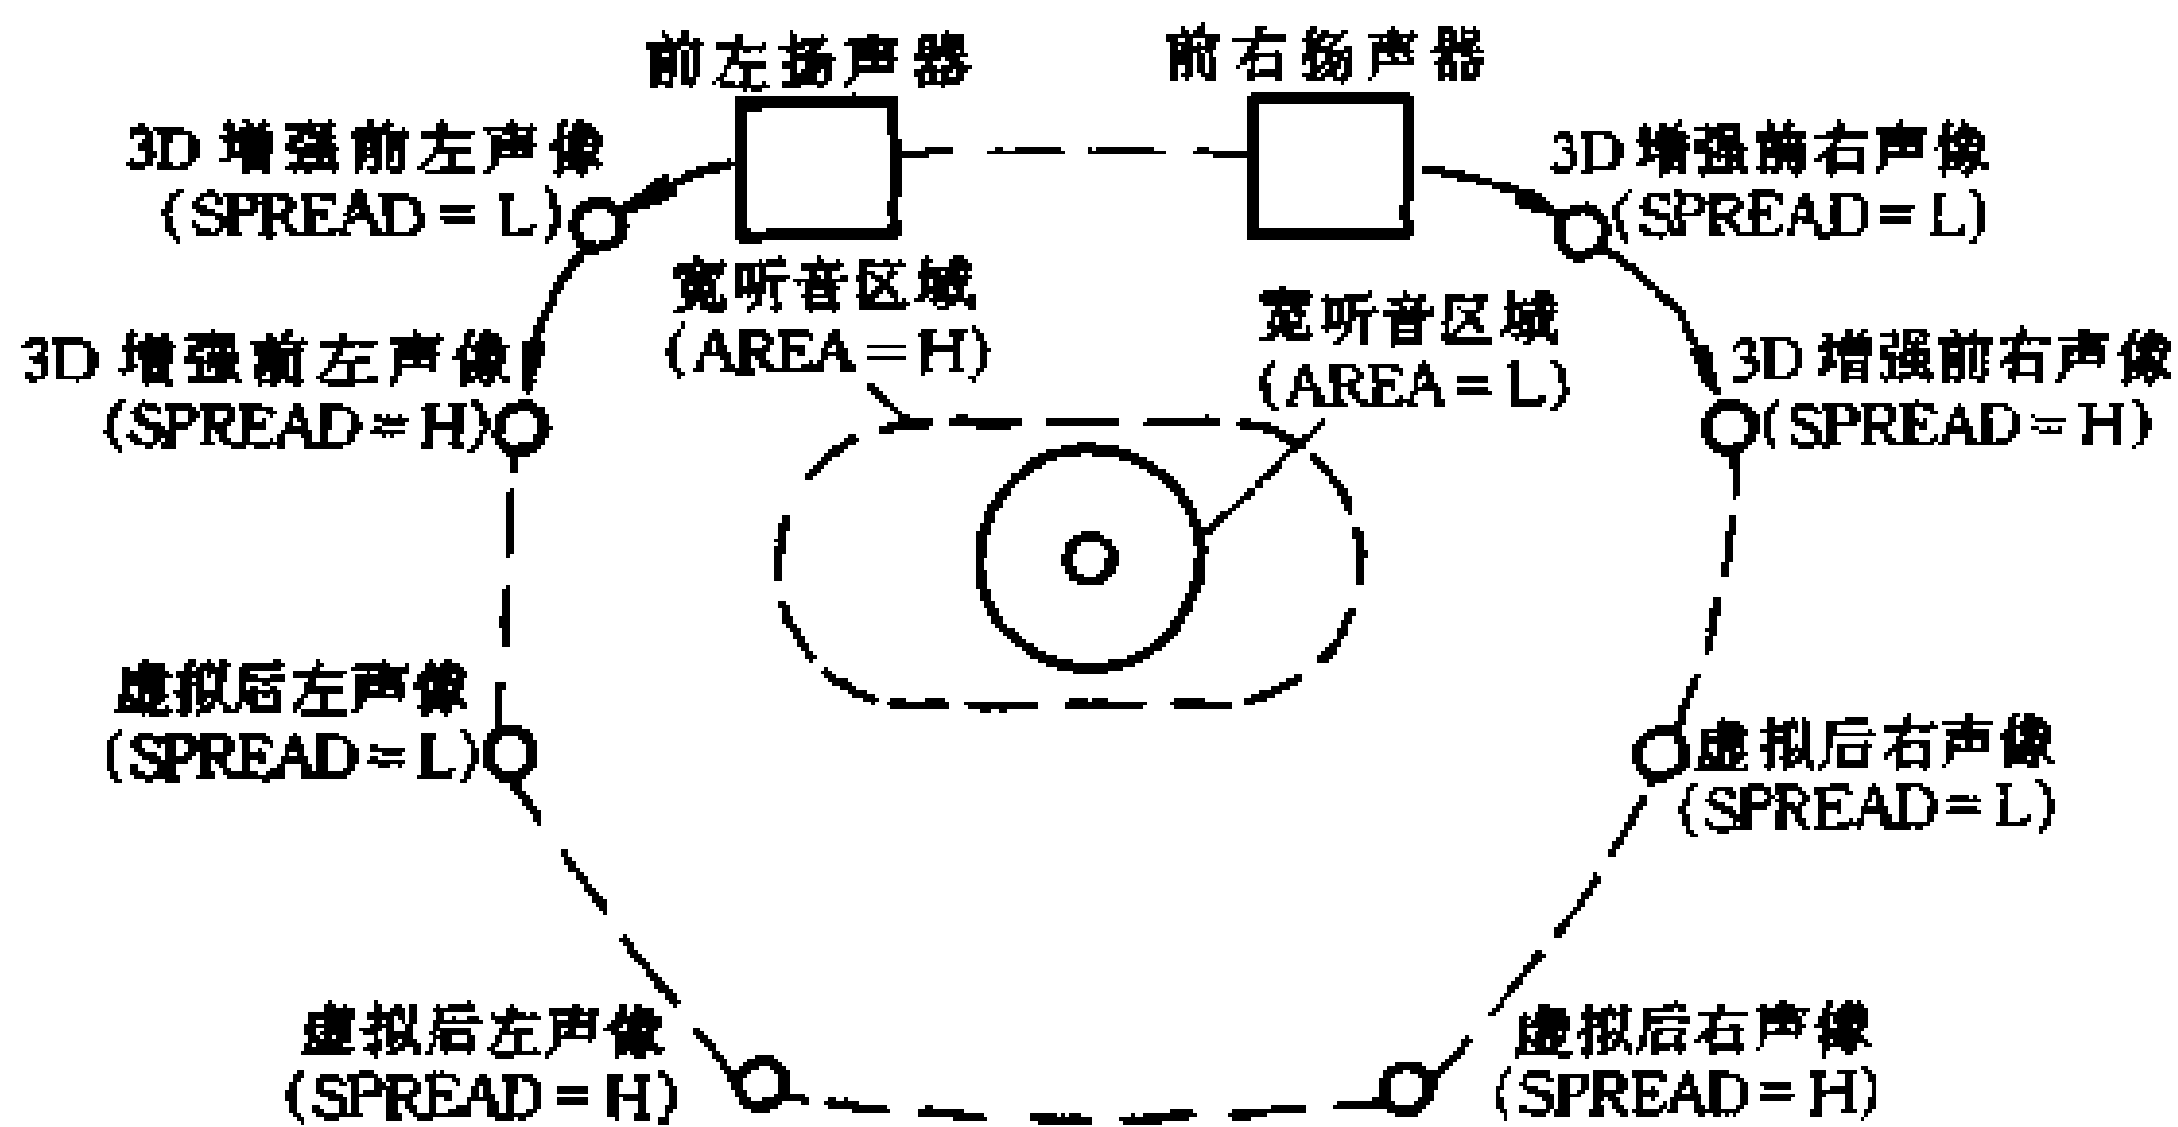 前左扬声器
前右扬声器
3D 增强前左声像
(SPREAD = L)
3D 增强前右声像
(SPREAD = L)
宽听音区域
(AREA = H)
宽听音区域
(AREA = L)
3D 增强前左声像
(SPREAD = H)
3D 增强前右声像
(SPREAD = H)
虚拟后左声像
(SPREAD = L)
虚拟后右声像
(SPREAD = L)
虚拟后左声像
(SPREAD = H)
虚拟后右声像
(SPREAD = H)